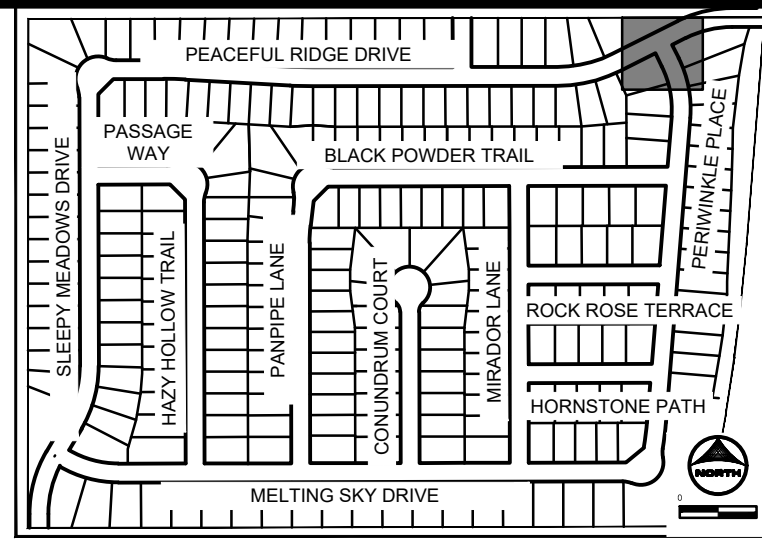 PEACEFUL RIDGE DRIVE
PASSAGE
WAY
BLACK POWDER TRAIL
PERIWINKLE PLACE
SLEEPY MEADOWS DRIVE
HAZY HOLLOW TRAIL
PANPIPE LANE
CONUNDRUM COURT
MIRADOR LANE
ROCK ROSE TERRACE
HORNSTONE PATH
MELTING SKY DRIVE
NORTH
0